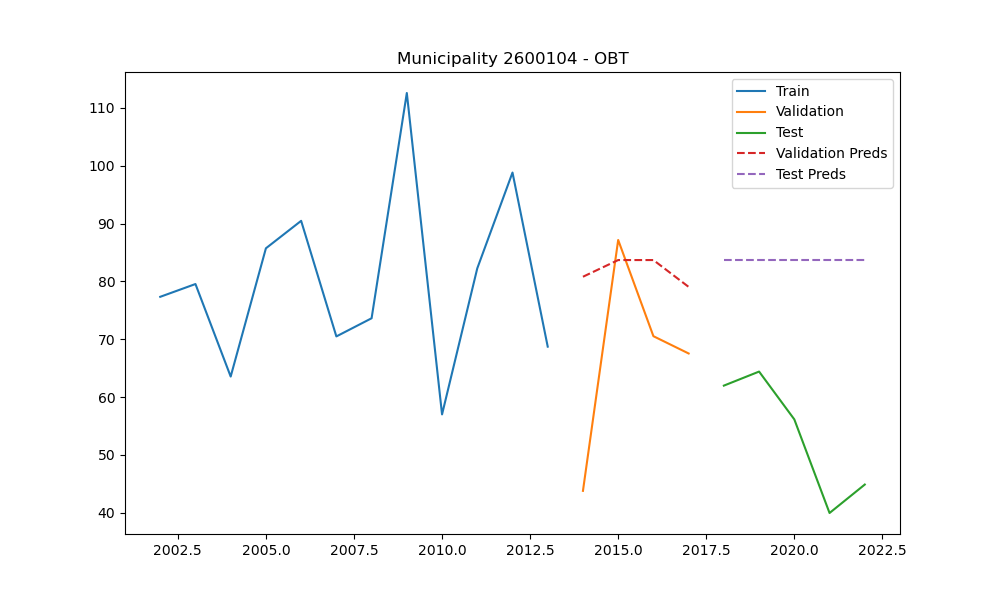 Municipality 2600104 - OBT
Train
Validation
Test
Validation Preds
Test Preds
110
100
90
80
70
60
50
40
2002.5 2005.0 2007.5 2010.0 2012.5 2015.0 2017.5 2020.0 2022.5